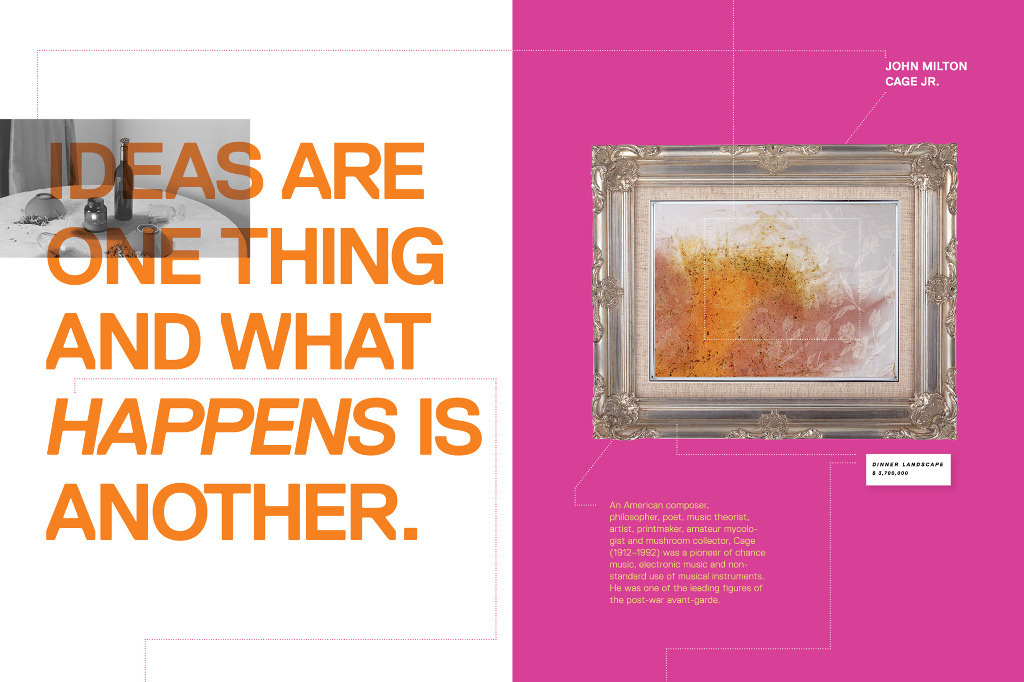 IDEAS ARE
ONE THING
AND WHAT
HAPPENS IS
ANOTHER.
JOHN MILTON
CAGE JR.
DINNER LANDSCAPE
$ 3,700,000
An American composer,
philosopher, poet, music theorist,
artist, printmaker, amateur mycolo-
gist and mushroom collector, Cage
(1912–1992) was a pioneer of chance
music, electronic music and non-
standard use of musical instruments.
He was one of the leading figures of
the post-war avant-garde.